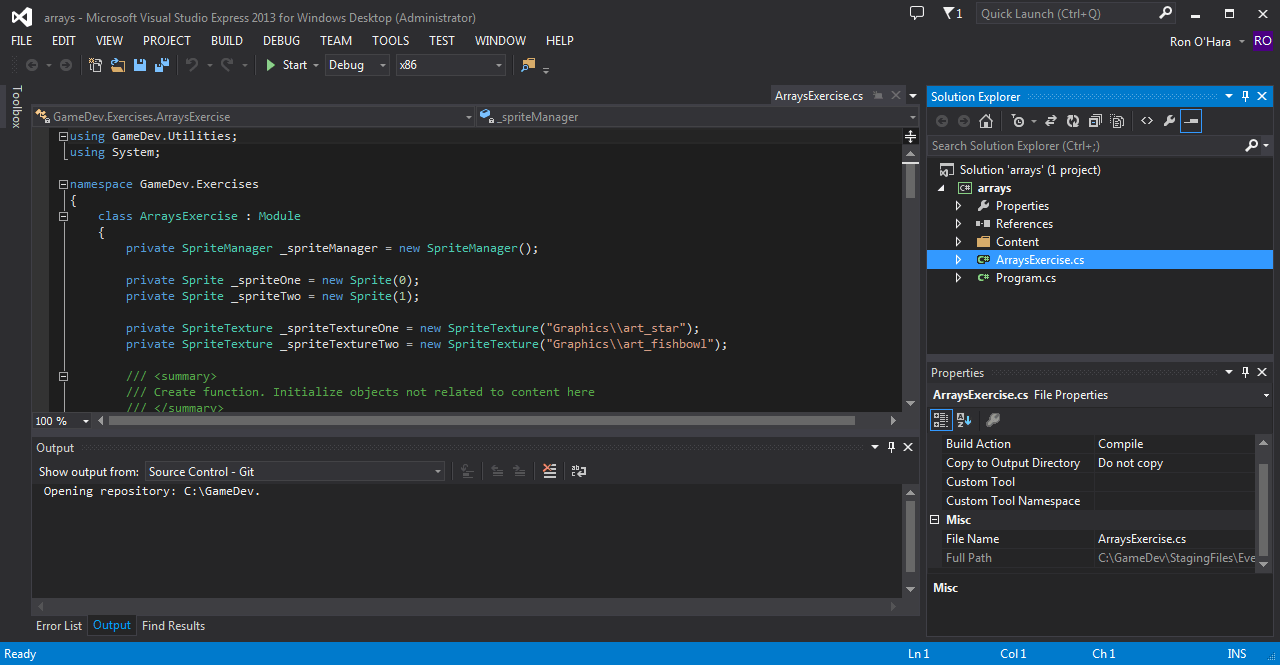 arrays - Microsoft Visual Studio Express 2013 for Windows Desktop (Administrator)
1
Quick Launch (Ctrl+Q)
FILE EDIT VIEW PROJECT BUILD DEBUG TEAM TOOLS TEST WINDOW HELP
Ron O'Hara RO
Start Debug x86
Toolbox
ArraysExercise.cs
GameDev.Exercises.ArraysExercise
_spriteManager
using GameDev.Utilities;
using System;
namespace GameDev.Exercises
{
class ArraysExercise : Module
{
private SpriteManager _spriteManager = new SpriteManager();
private Sprite _spriteOne = new Sprite(0);
private Sprite _spriteTwo = new Sprite(1);
private SpriteTexture _spriteTextureOne = new SpriteTexture("Graphics\\art_star");
private SpriteTexture _spriteTextureTwo = new SpriteTexture("Graphics\\art_fishbowl");
/// <summary>
/// Create function. Initialize objects not related to content here
/// </summary>
100 %
Output
Show output from: Source Control - Git
Opening repository: C:\GameDev.
Error List Output Find Results
Solution Explorer
Search Solution Explorer (Ctrl+;)
Solution 'arrays' (1 project)
C# arrays
Properties
References
Content
C# ArraysExercise.cs
C# Program.cs
Properties
ArraysExercise.cs File Properties
Build Action Compile
Copy to Output Directory Do not copy
Custom Tool
Custom Tool Namespace
Misc
File Name ArraysExercise.cs
Full Path C:\GameDev\StagingFiles\Eve
Misc
Ready Ln 1 Col 1 Ch 1 INS